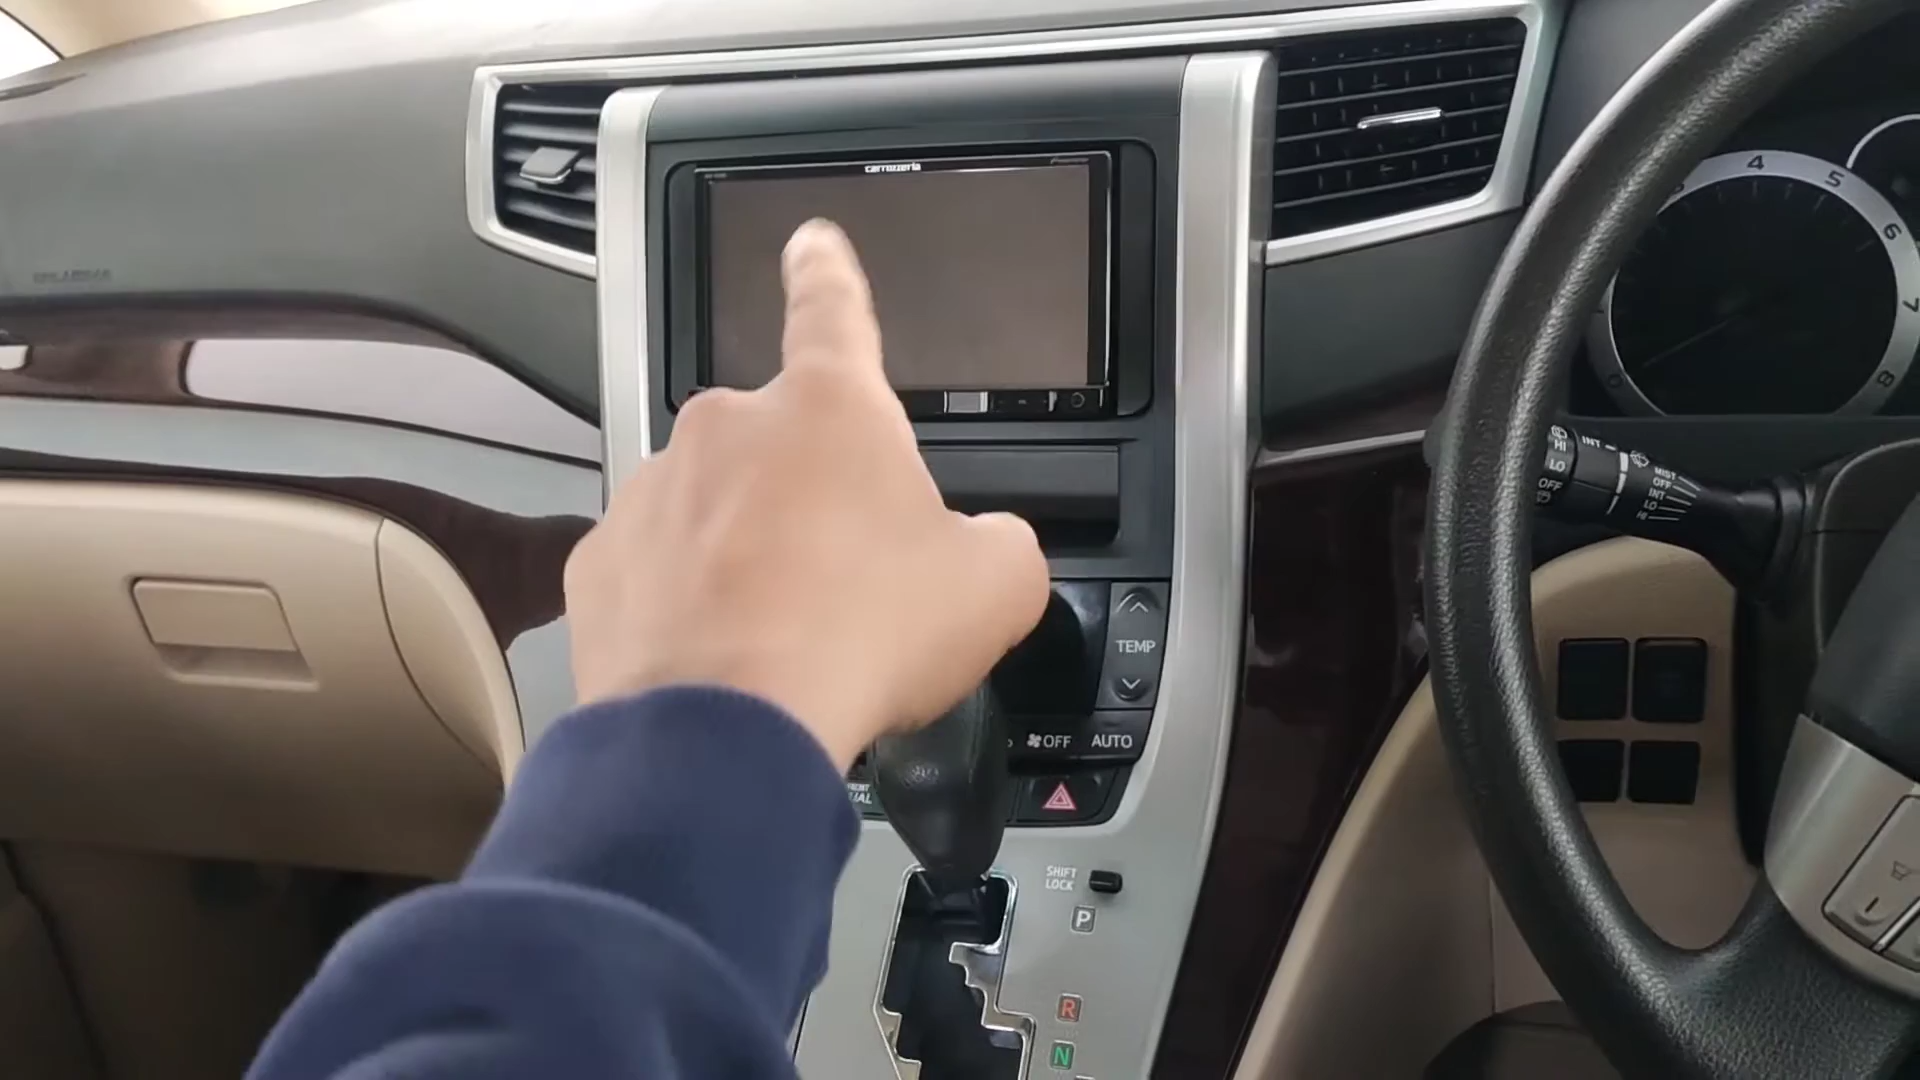 carrozzeria
Pioneer
4
5
6
7
8
HI
INT
LO
OFF
MIST
OFF
INT
LO
HI
TEMP
OFF
AUTO
SHIFT
LOCK
P
R
N